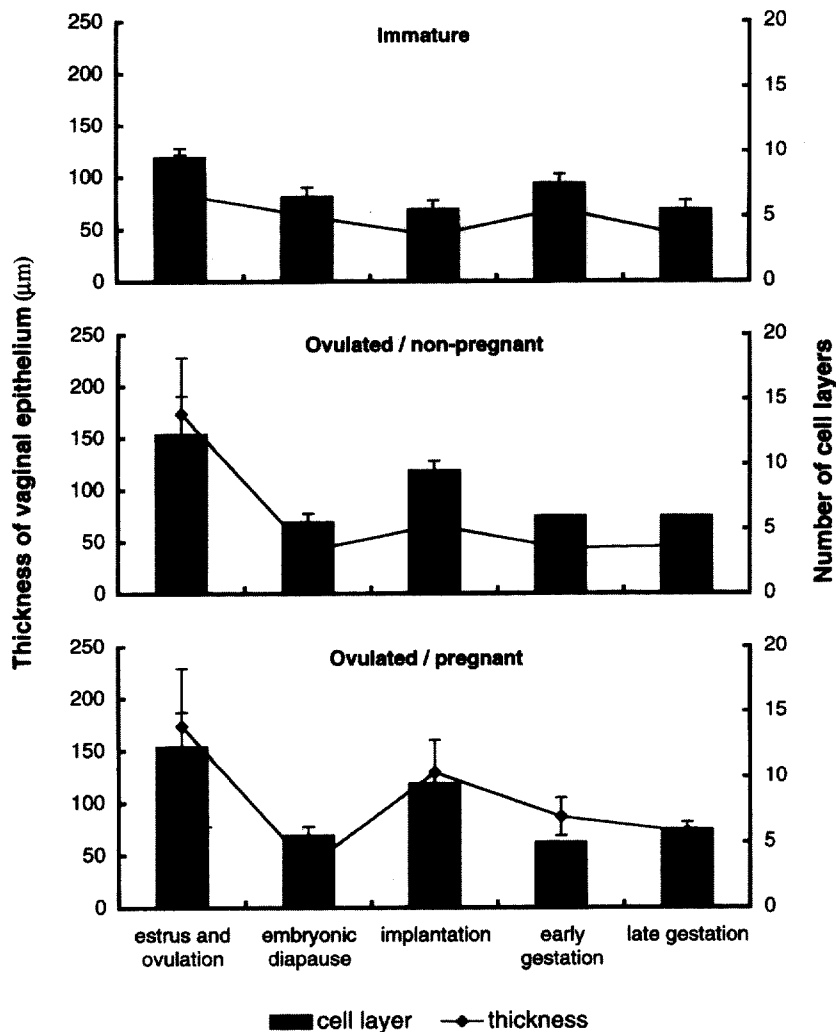 Immature
250
200
150
100
50
0
20
15
10
5
0
Ovulated / non-pregnant
250
200
150
100
50
0
20
15
10
5
0
Ovulated / pregnant
250
200
150
100
50
0
20
15
10
5
0
Thickness of vaginal epithelium (μm)
Number of cell layers
estrus and ovulation
embryonic diapause
implantation
early gestation
late gestation
cell layer
thickness